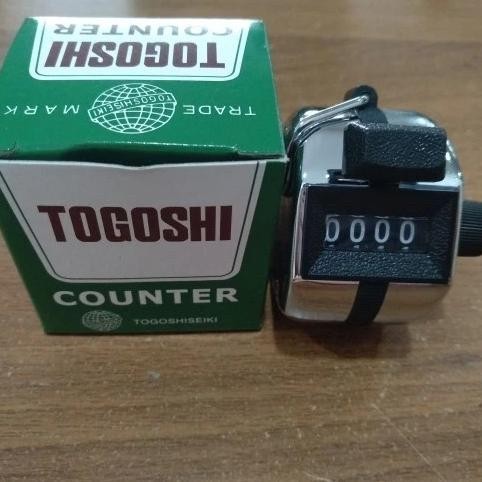 TOGOSHI
COUNTER
TRADE MARK
TOGOSHISEIKI
TOGOSHI
COUNTER
TOGOSHISEIKI
0000